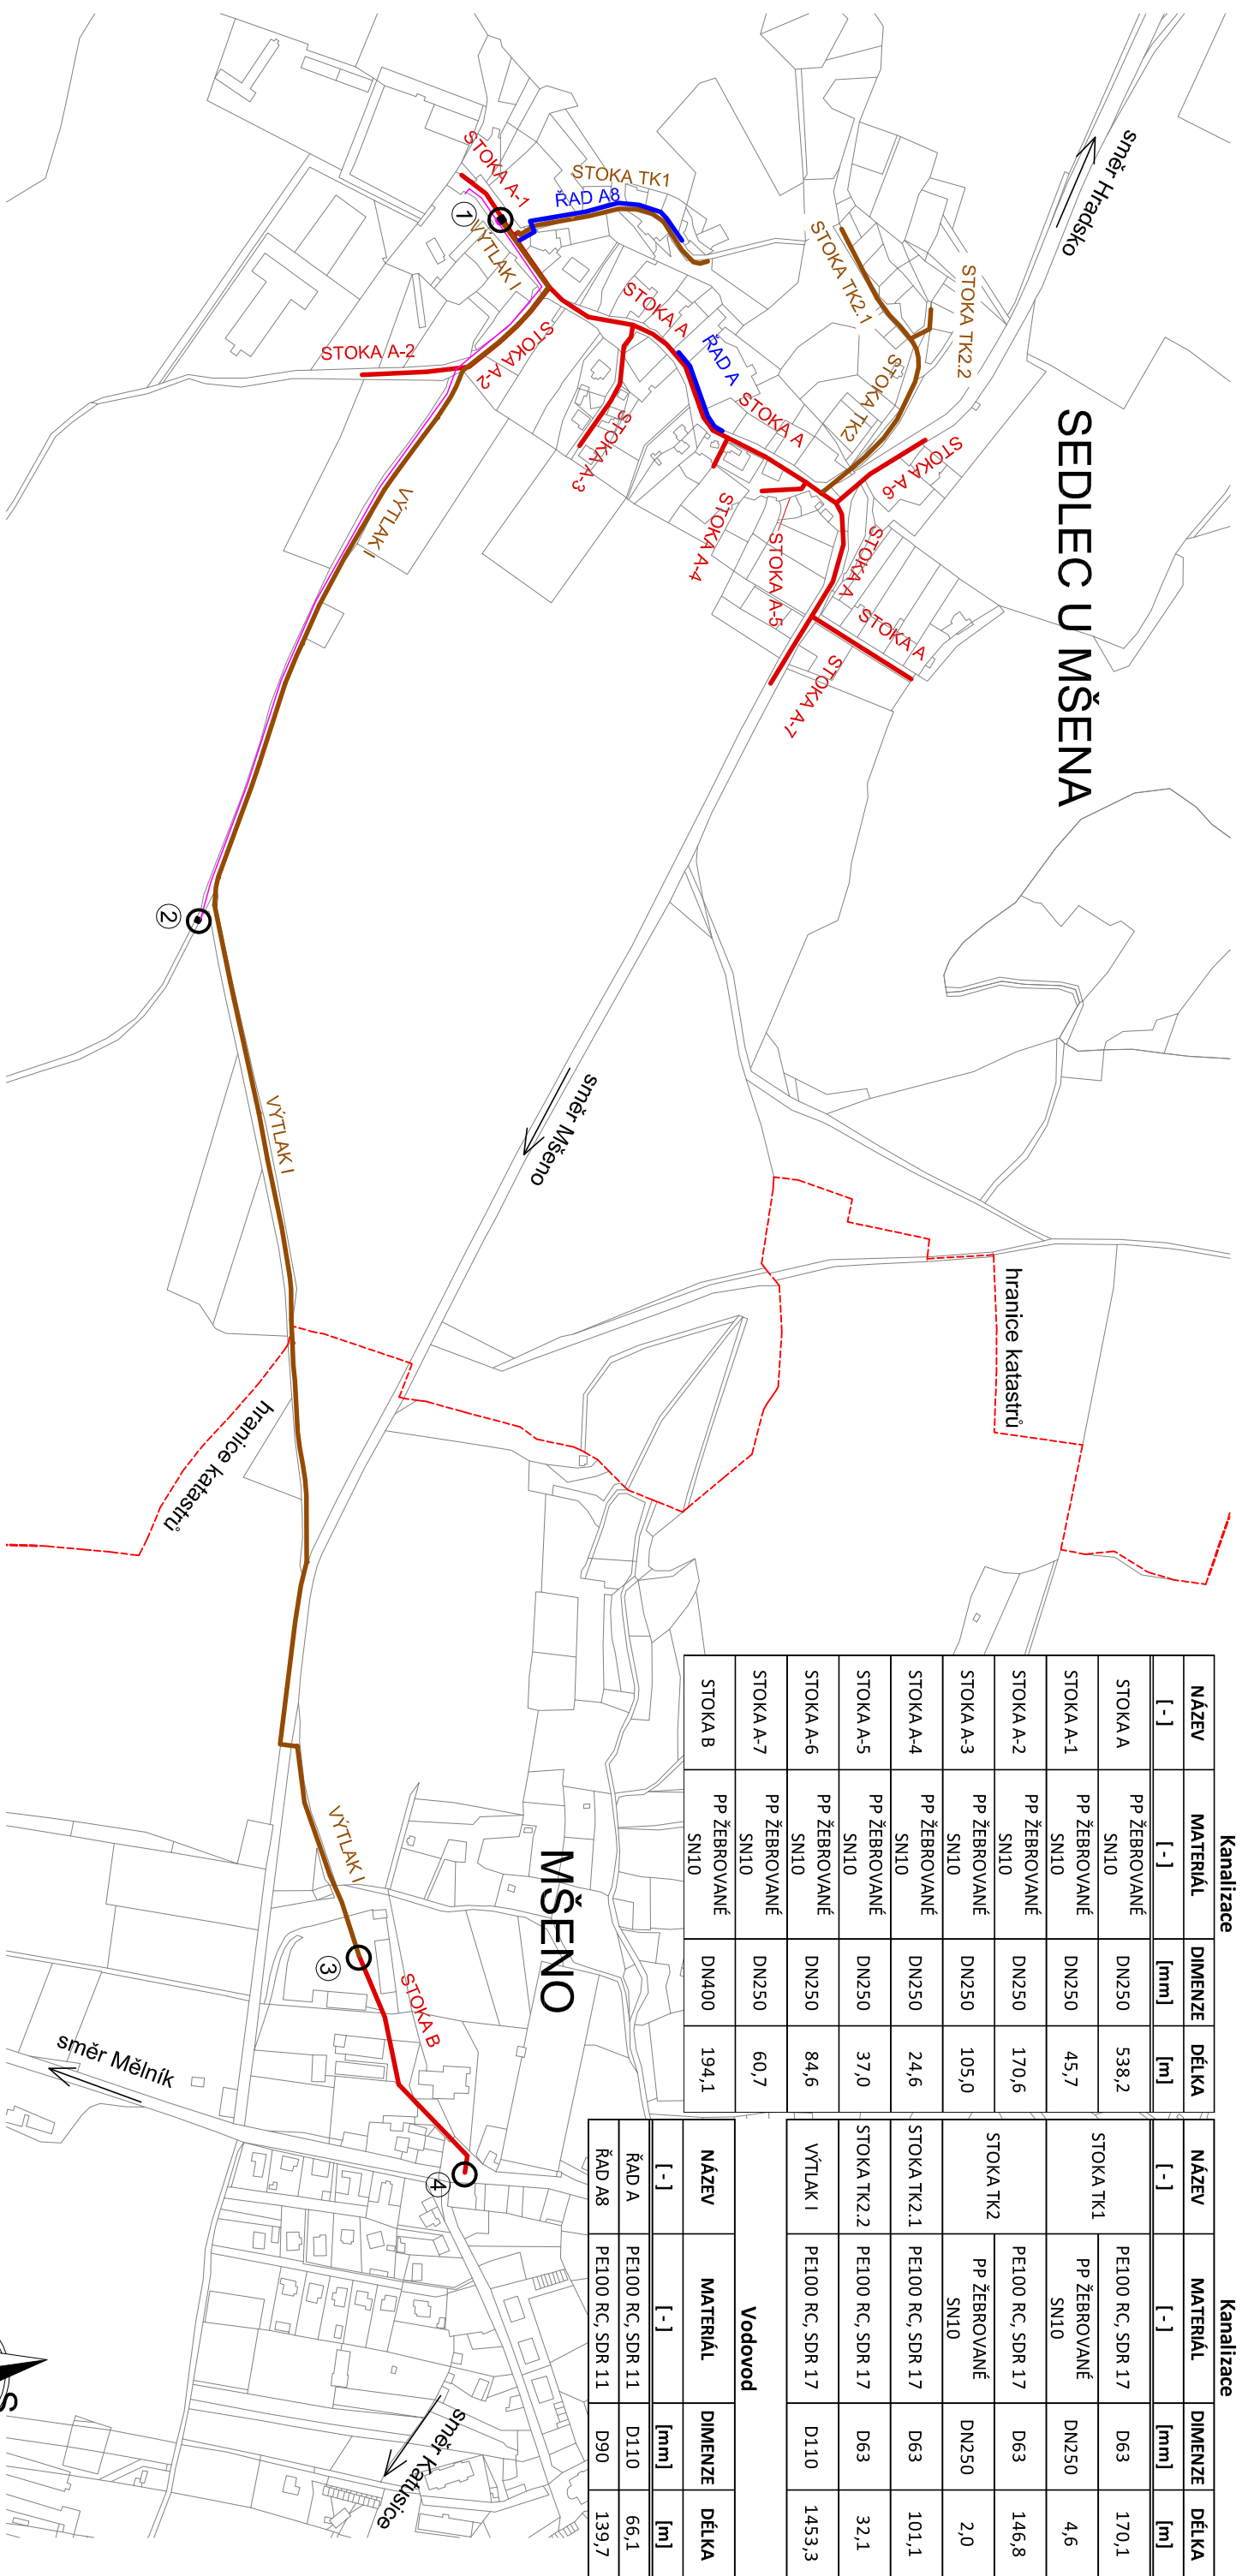 SEDLEC U MŠENA
MŠENO
směr Hradsko
směr Mšeno
směr Mělník
směr Katusice
hranice katastrů
hranice katastrů
STOKA A-1
STOKA TK1
ŘAD A8
VÝTLAK I
STOKA A
STOKA A-2
STOKA A-2
ŘAD A
STOKA A
STOKA A-3
STOKA A-4
STOKA A-5
STOKA A-6
STOKA A
STOKA A
STOKA A-7
STOKA TK2.1
STOKA TK2.2
STOKA TK2
VÝTLAK I
VÝTLAK I
VÝTLAK I
STOKA B
1
2
3
4
S
Kanalizace
NÁZEV MATERIÁL DIMENZE DÉLKA
[ - ] [ - ] [mm] [m]
STOKA A PP ŽEBROVANÉ SN10 DN250 538,2
STOKA A-1 PP ŽEBROVANÉ SN10 DN250 45,7
STOKA A-2 PP ŽEBROVANÉ SN10 DN250 170,6
STOKA A-3 PP ŽEBROVANÉ SN10 DN250 105,0
STOKA A-4 PP ŽEBROVANÉ SN10 DN250 24,6
STOKA A-5 PP ŽEBROVANÉ SN10 DN250 37,0
STOKA A-6 PP ŽEBROVANÉ SN10 DN250 84,6
STOKA A-7 PP ŽEBROVANÉ SN10 DN250 60,7
STOKA B PP ŽEBROVANÉ SN10 DN400 194,1
Kanalizace
NÁZEV MATERIÁL DIMENZE DÉLKA
[ - ] [ - ] [mm] [m]
STOKA TK1 PE100 RC, SDR 17 D63 170,1
PP ŽEBROVANÉ SN10 DN250 4,6
STOKA TK2 PE100 RC, SDR 17 D63 146,8
PP ŽEBROVANÉ SN10 DN250 2,0
STOKA TK2.1 PE100 RC, SDR 17 D63 101,1
STOKA TK2.2 PE100 RC, SDR 17 D63 32,1
VÝTLAK I PE100 RC, SDR 17 D110 1453,3
Vodovod
NÁZEV MATERIÁL DIMENZE DÉLKA
[ - ] [ - ] [mm] [m]
ŘAD A PE100 RC, SDR 11 D110 66,1
ŘAD A8 PE100 RC, SDR 11 D90 139,7